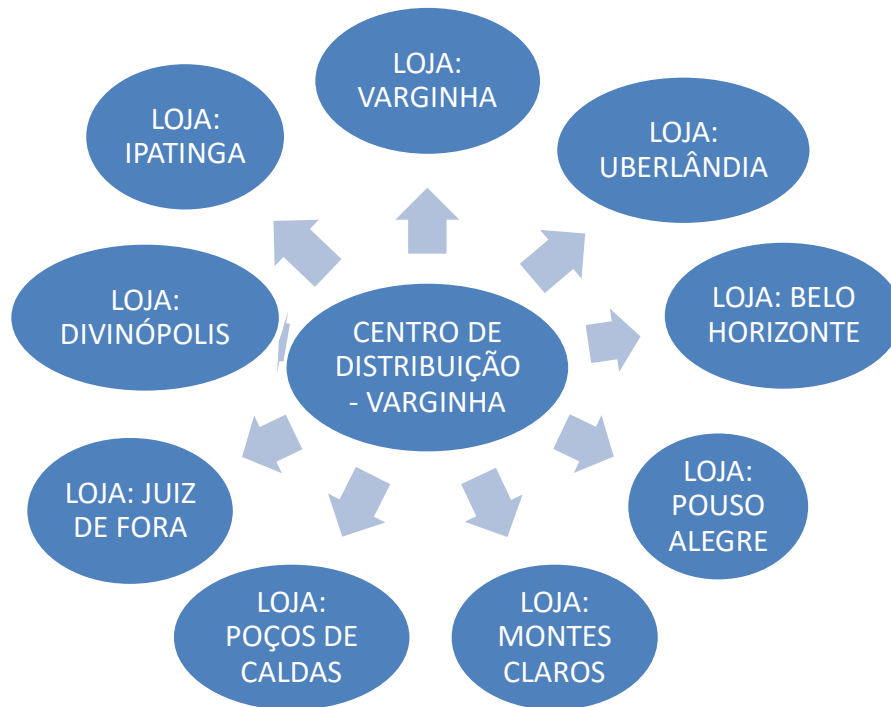 LOJA:
VARGINHA
LOJA:
UBERLÂNDIA
LOJA: BELO
HORIZONTE
LOJA:
POUSO
ALEGRE
LOJA:
MONTES
CLAROS
LOJA:
POÇOS DE
CALDAS
LOJA: JUIZ
DE FORA
LOJA:
DIVINÓPOLIS
LOJA:
IPATINGA
CENTRO DE
DISTRIBUIÇÃO
- VARGINHA